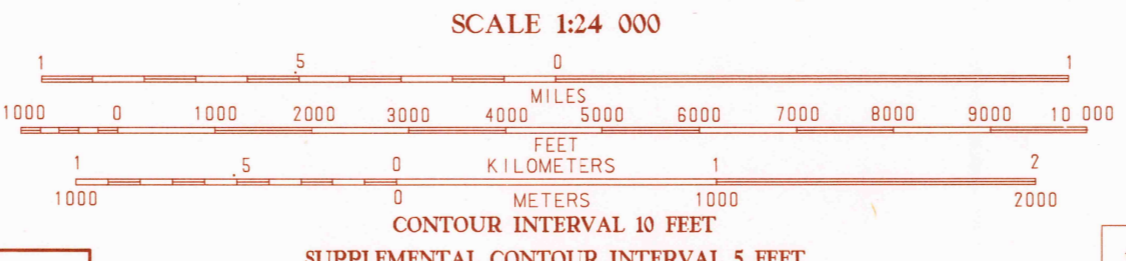 SCALE 1:24 000
1 .5 0 1
MILES
1000 0 1000 2000 3000 4000 5000 6000 7000 8000 9000 10 000
FEET
1 .5 0 KILOMETERS 1 2
1000 0 METERS 1000 2000
CONTOUR INTERVAL 10 FEET
SUPPLEMENTAL CONTOUR INTERVAL 5 FEET